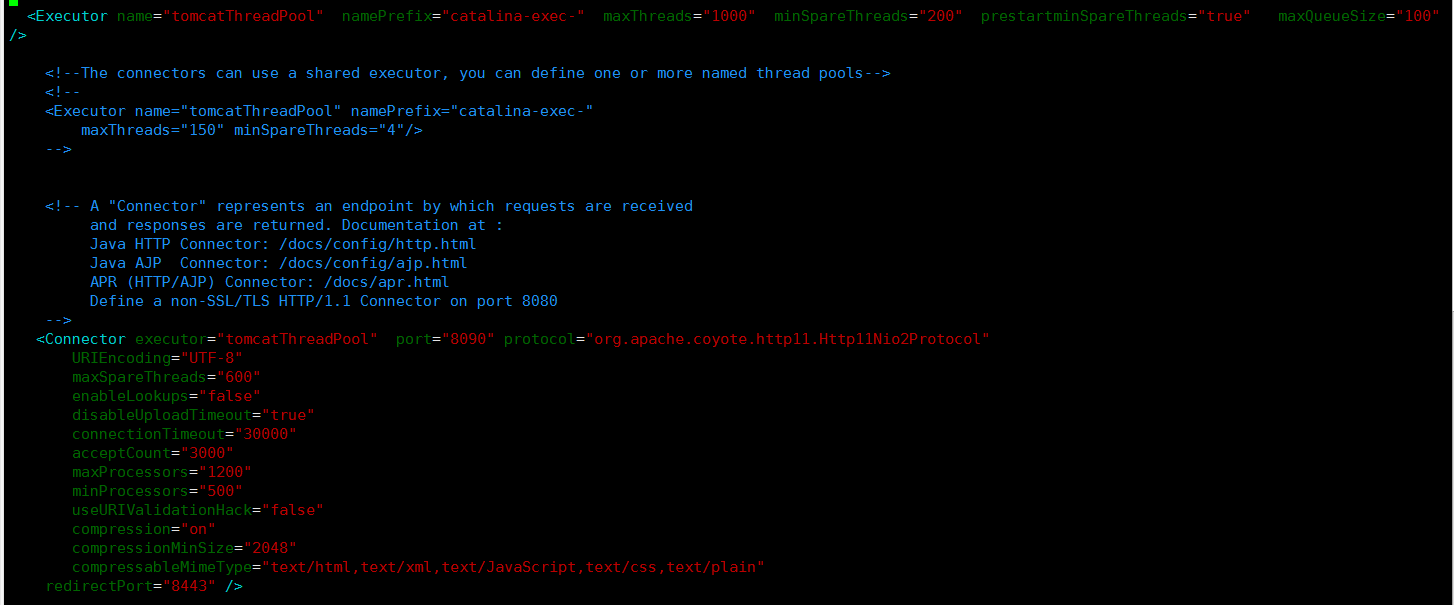 <Executor name="tomcatThreadPool"  namePrefix="catalina-exec-"  maxThreads="1000"  minSpareThreads="200"  prestartminSpareThreads="true"   maxQueueSize="100"
/>
<!--The connectors can use a shared executor, you can define one or more named thread pools-->
<!--
<Executor name="tomcatThreadPool" namePrefix="catalina-exec-"
maxThreads="150" minSpareThreads="4"/>
-->
<!-- A "Connector" represents an endpoint by which requests are received
and responses are returned. Documentation at :
Java HTTP Connector: /docs/config/http.html
Java AJP  Connector: /docs/config/ajp.html
APR (HTTP/AJP) Connector: /docs/apr.html
Define a non-SSL/TLS HTTP/1.1 Connector on port 8080
-->
<Connector executor="tomcatThreadPool"  port="8090" protocol="org.apache.coyote.http11.Http11Nio2Protocol"
URIEncoding="UTF-8"
maxSpareThreads="600"
enableLookups="false"
disableUploadTimeout="true"
connectionTimeout="30000"
acceptCount="3000"
maxProcessors="1200"
minProcessors="500"
useURIValidationHack="false"
compression="on"
compressionMinSize="2048"
compressableMimeType="text/html,text/xml,text/JavaScript,text/css,text/plain"
redirectPort="8443" />